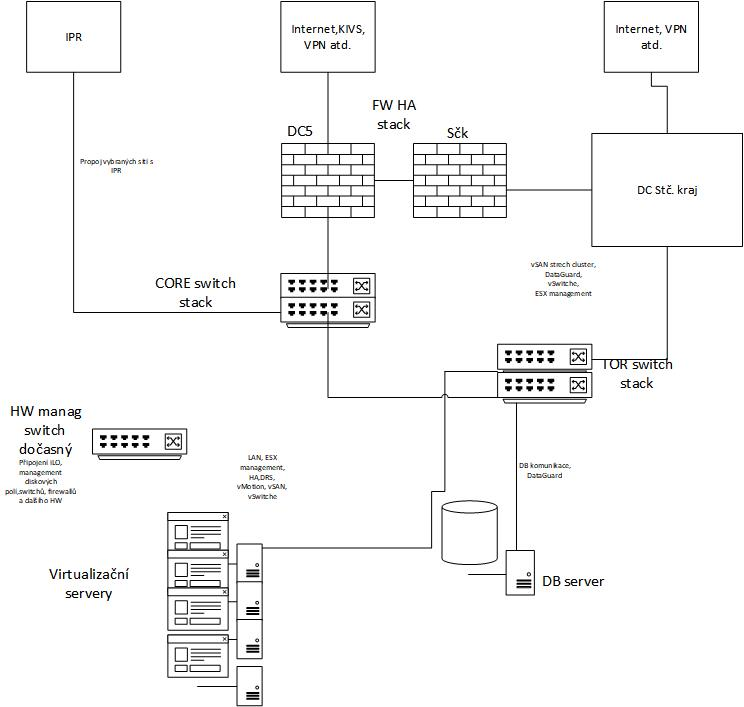 IPR
Internet,KIVS,
VPN atd.
Internet, VPN
atd.
FW HA
stack
DC5
Sčk
Propoj vybraných sítí s
IPR
DC Stč. kraj
vSAN strech cluster,
DataGuard,
vSwitche,
ESX management
CORE switch
stack
TOR switch
stack
HW manag
switch
dočasný
Připojení ILO,
management
diskových
polí,switchů, firewallů
a dašího HW
LAN, ESX
management,
HA,DRS,
vMotion, vSAN,
vSwitche
DB komunikace,
DataGuard
Virtualizační
servery
DB server